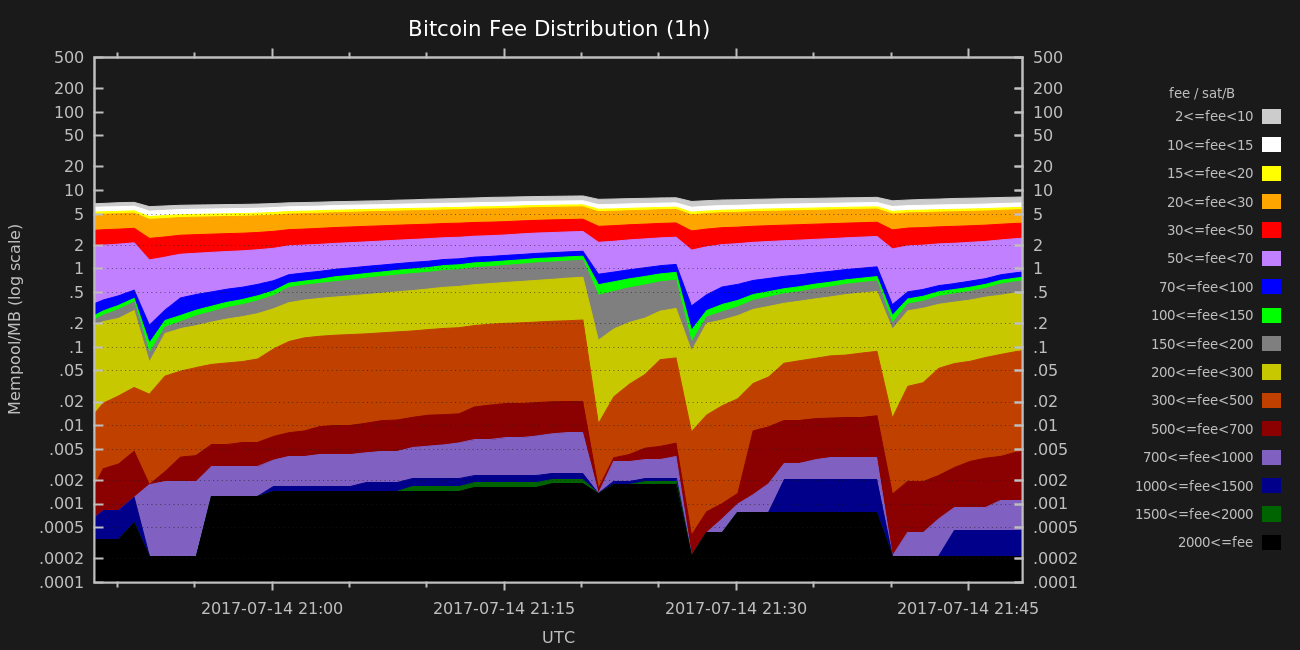 Bitcoin Fee Distribution (1h)
500
200
100
50
20
10
5
2
1
.5
.2
.1
.05
.02
.01
.005
.002
.001
.0005
.0002
.0001
Mempool/MB (log scale)
500
200
100
50
20
10
5
2
1
.5
.2
.1
.05
.02
.01
.005
.002
.001
.0005
.0002
.0001
2017-07-14 21:00 2017-07-14 21:15 2017-07-14 21:30 2017-07-14 21:45
UTC
fee / sat/B
2<=fee<10
10<=fee<15
15<=fee<20
20<=fee<30
30<=fee<50
50<=fee<70
70<=fee<100
100<=fee<150
150<=fee<200
200<=fee<300
300<=fee<500
500<=fee<700
700<=fee<1000
1000<=fee<1500
1500<=fee<2000
2000<=fee